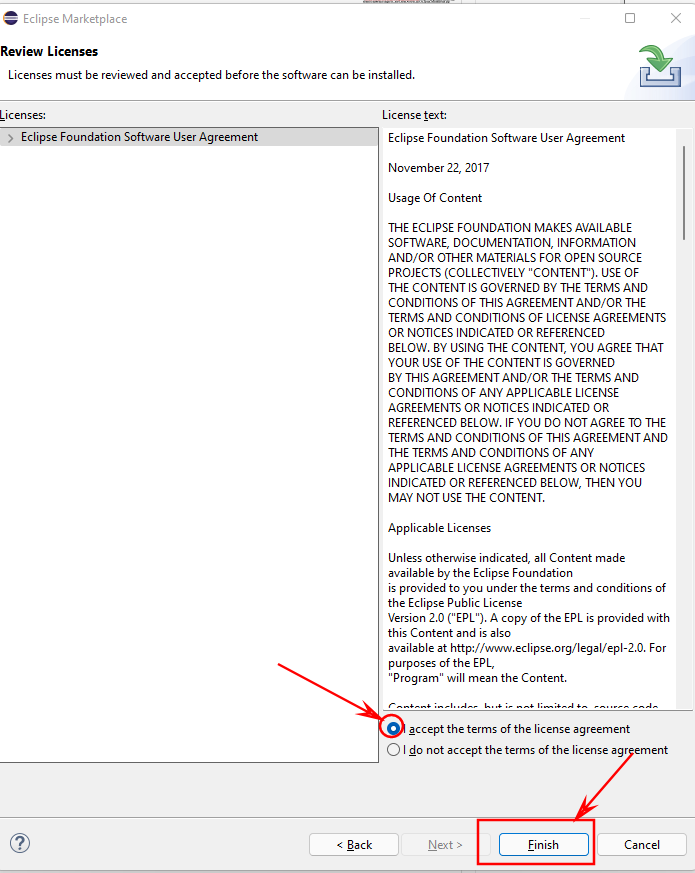 Eclipse Marketplace
Review Licenses
Licenses must be reviewed and accepted before the software can be installed.
Licenses:
Eclipse Foundation Software User Agreement
License text:
Eclipse Foundation Software User Agreement
November 22, 2017
Usage Of Content
THE ECLIPSE FOUNDATION MAKES AVAILABLE
SOFTWARE, DOCUMENTATION, INFORMATION
AND/OR OTHER MATERIALS FOR OPEN SOURCE
PROJECTS (COLLECTIVELY "CONTENT"). USE OF
THE CONTENT IS GOVERNED BY THE TERMS AND
CONDITIONS OF THIS AGREEMENT AND/OR THE
TERMS AND CONDITIONS OF LICENSE AGREEMENTS
OR NOTICES INDICATED OR REFERENCED
BELOW. BY USING THE CONTENT, YOU AGREE THAT
YOUR USE OF THE CONTENT IS GOVERNED
BY THIS AGREEMENT AND/OR THE TERMS AND
CONDITIONS OF ANY APPLICABLE LICENSE
AGREEMENTS OR NOTICES INDICATED OR
REFERENCED BELOW. IF YOU DO NOT AGREE TO THE
TERMS AND CONDITIONS OF THIS AGREEMENT AND
THE TERMS AND CONDITIONS OF ANY
APPLICABLE LICENSE AGREEMENTS OR NOTICES
INDICATED OR REFERENCED BELOW, THEN YOU
MAY NOT USE THE CONTENT.
Applicable Licenses
Unless otherwise indicated, all Content made
available by the Eclipse Foundation
is provided to you under the terms and conditions of
the Eclipse Public License
Version 2.0 ("EPL"). A copy of the EPL is provided with
this Content and is also
available at http://www.eclipse.org/legal/epl-2.0. For
purposes of the EPL,
"Program" will mean the Content.
Content includes, but is not limited to, source code,
I accept the terms of the license agreement
I do not accept the terms of the license agreement
?
< Back
Next >
Finish
Cancel